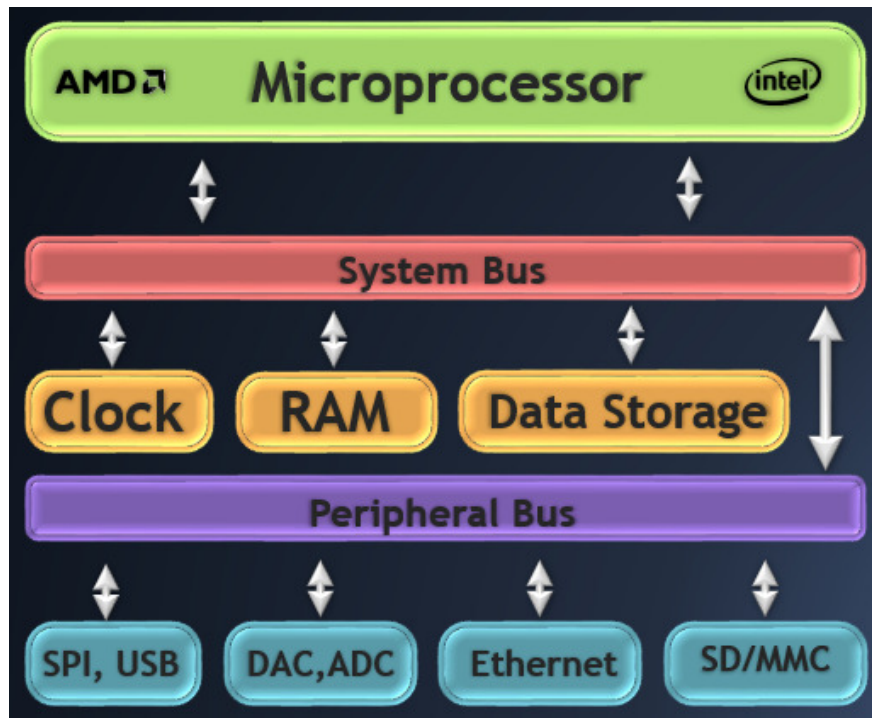 AMD Microprocessor intel
System Bus
Clock RAM Data Storage
Peripheral Bus
SPI, USB DAC,ADC Ethernet SD/MMC